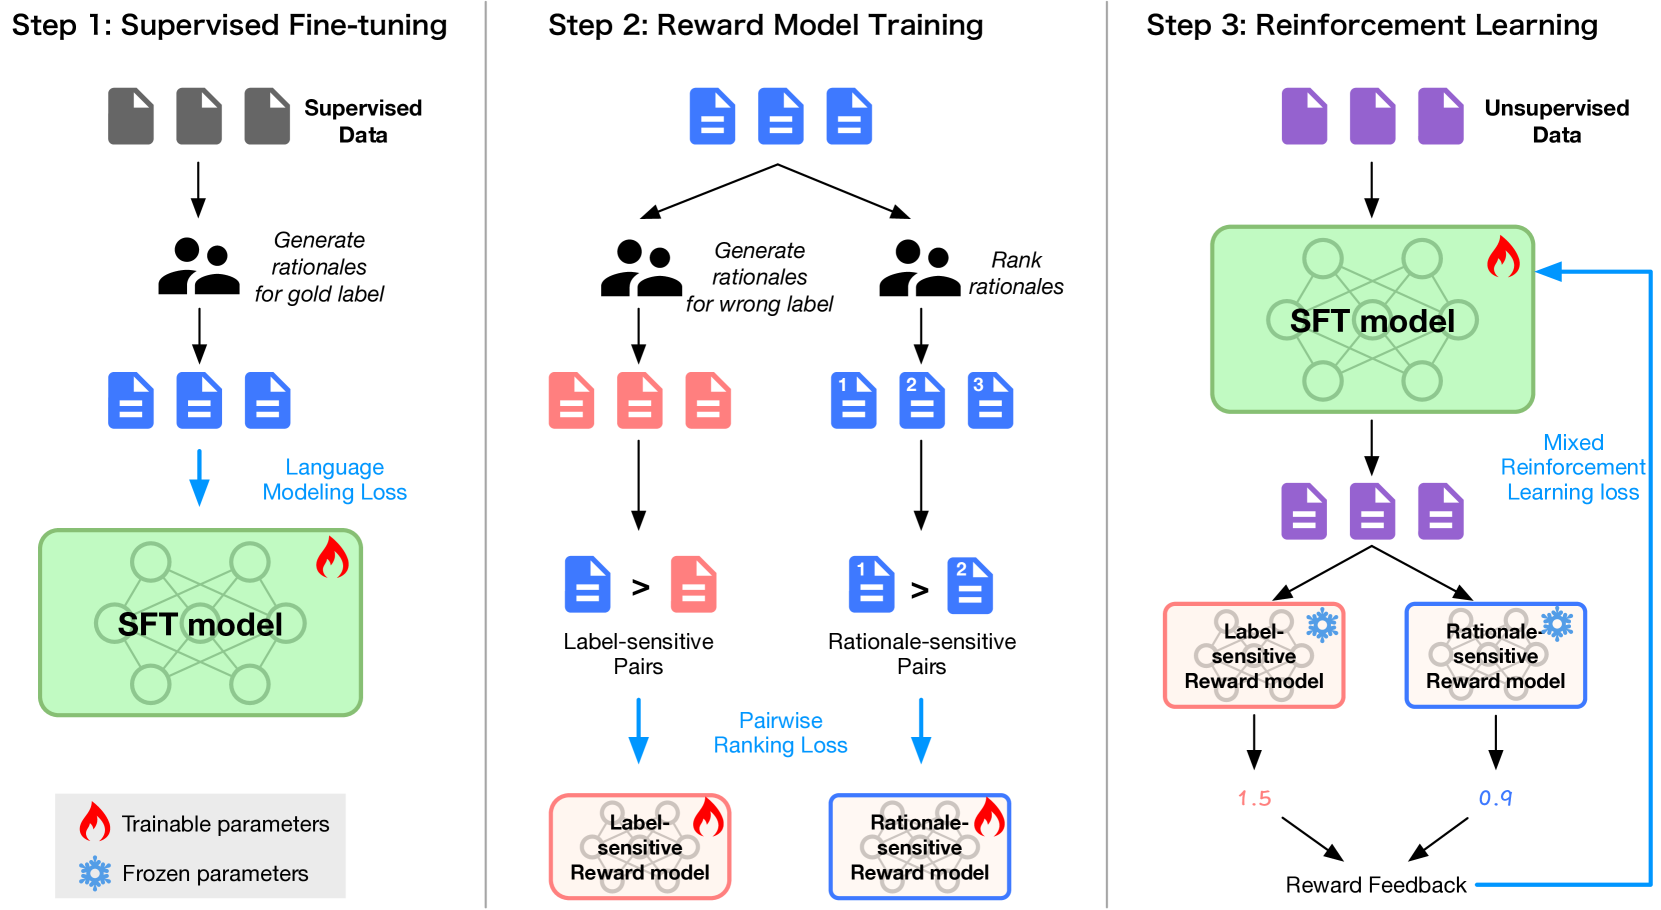 Step 1: Supervised Fine-tuning
Supervised
Data
Generate
rationales
for gold label
Language
Modeling Loss
SFT model
Trainable parameters
Frozen parameters
Step 2: Reward Model Training
Generate
rationales
for wrong label
Rank
rationales
1 2 3
>
1 > 2
Label-sensitive
Pairs
Rationale-sensitive
Pairs
Pairwise
Ranking Loss
Label-
sensitive
Reward model
Rationale-
sensitive
Reward model
Step 3: Reinforcement Learning
Unsupervised
Data
SFT model
Mixed
Reinforcement
Learning loss
Label-
sensitive
Reward model
Rationale-
sensitive
Reward model
1.5
0.9
Reward Feedback